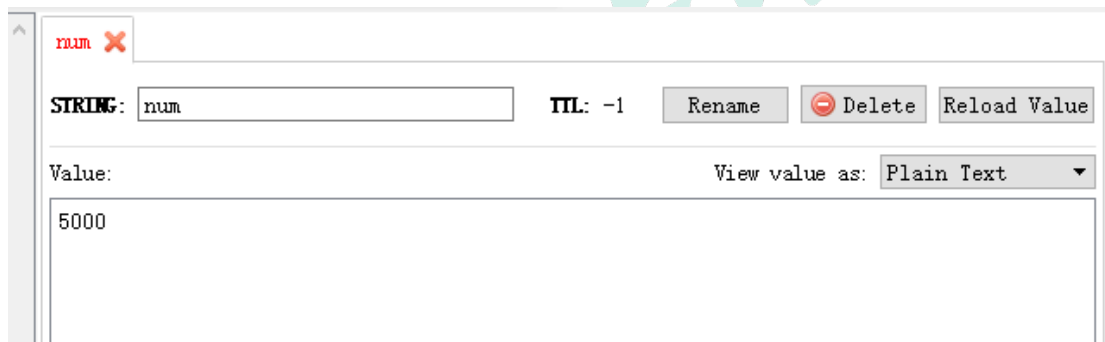 num
STRING: num TTL: -1 Rename Delete Reload Value
Value: View value as: Plain Text
5000